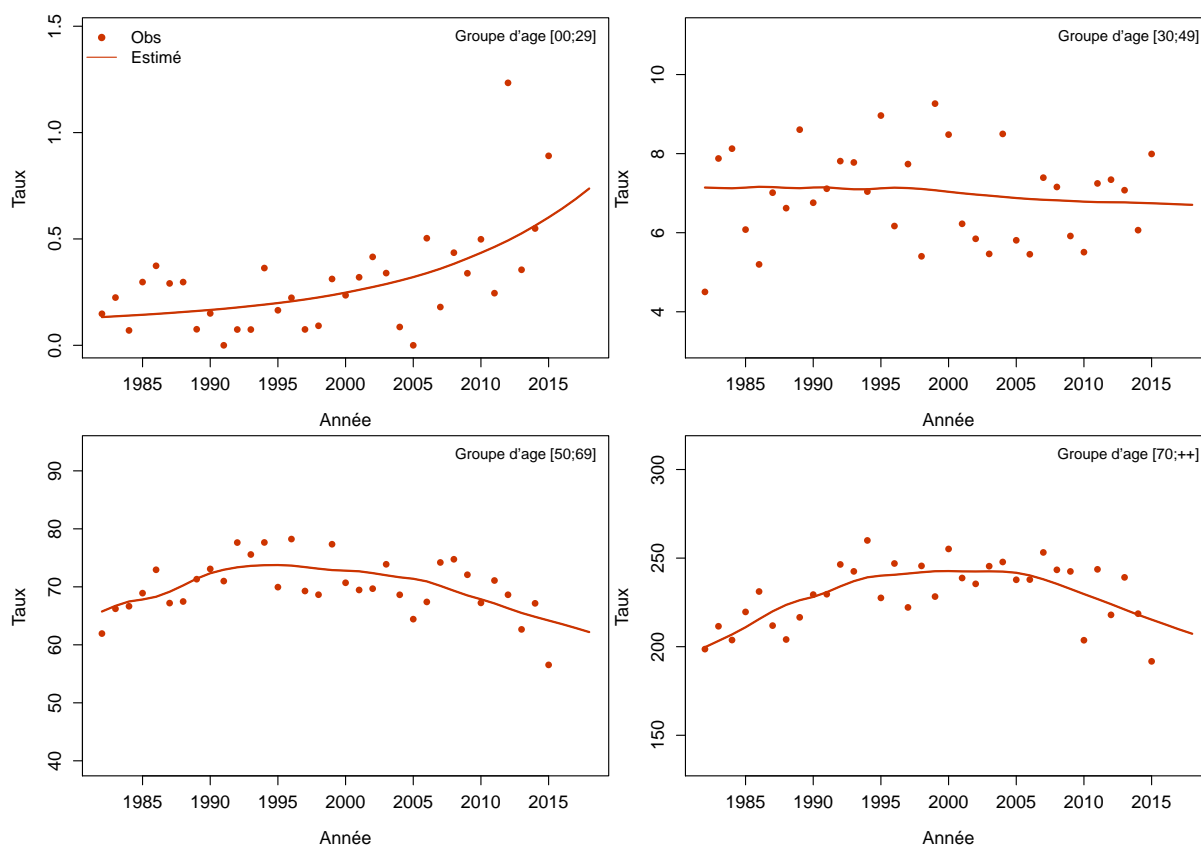 Groupe d'age [00;29]
Obs
Estimé
Taux
0.0 0.5 1.0 1.5
1985 1990 1995 2000 2005 2010 2015
Année
Groupe d'age [30;49]
Taux
4 6 8 10
1985 1990 1995 2000 2005 2010 2015
Année
Groupe d'age [50;69]
Taux
40 50 60 70 80 90
1985 1990 1995 2000 2005 2010 2015
Année
Groupe d'age [70;++]
Taux
150 200 250 300
1985 1990 1995 2000 2005 2010 2015
Année